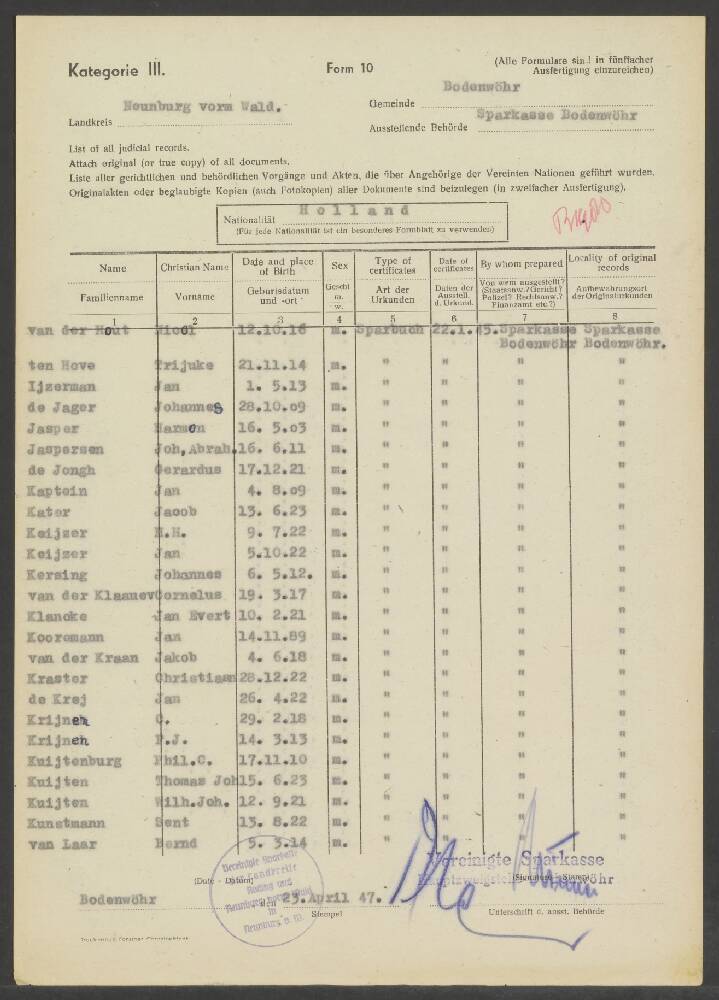 Kategorie III.
Form 10
(Alle Formulare sind in fünffacher
Ausfertigung einzureichen)
Bodenwöhr
Neunburg vorm Wald.
Gemeinde
Sparkasse Bodenwöhr
Landkreis
Ausstellende Behörde
List of all judicial records.
Attach original (or true copy) of all documents.
Liste aller gerichtlichen und behördlichen Vorgänge und Akten, die über Angehörige der Vereinten Nationen geführt wurden.
Originalakten oder beglaubigte Kopien (auch Fotokopien) aller Dokumente sind beizulegen (in zweifacher Ausfertigung).
Nationalität Holland
(Für jede Nationalität ist ein besonderes Formblatt zu verwenden)
Name Christian Name Date and place of Birth Sex Type of certificates Date of certificates By whom prepared Locality of original records
Familienname Vorname Geburtsdatum und -ort Geschl m. w. Art der Urkunden Daten der Ausstell. d. Urkund. Von wem ausgestellt? (Staatsanw.? Gericht? Polizei? Rechtsanw.? Finanzamt etc.?) Aufbewahrungsort der Originalurkunden
1 2 3 4 5 6 7 8
van der Hout 12.10.16 m. Sparbuch 22.1.45. Sparkasse Sparkasse
Bodenwöhr Bodenwöhr.
ten Hove Trijuke 21.11.14 m. " " " "
Ijzerman Jan 1. 5.13 m. " " " "
de Jager Johannes 28.10.09 m. " " " "
Jasper Harmen 16. 5.03 m. " " " "
Jaspersen Joh,Abrah. 16. 6.11 m. " " " "
de Jongh Gerardus 17.12.21 m. " " " "
Kaptein Jan 4. 8.09 m. " " " "
Kater Jacob 13. 6.23 m. " " " "
Keijzer H.H. 9. 7.22 m. " " " "
Keijzer Jan 5.10.22 m. " " " "
Kersing Johannes 6. 5.12. m. " " " "
van der Klaauev Cornelus 19. 3.17 m. " " " "
Klancke Jan Evert 10. 2.21 m. " " " "
Kooremann Jan 14.11.89 m. " " " "
van der Kraan Jakob 4. 6.18 m. " " " "
Kraster Christiaan 28.12.22 m. " " " "
de Krej Jan 26. 4.22 m. " " " "
Krijnen C. 29. 2.18 m. " " " "
Krijnen P.J. 14. 3.13 m. " " " "
Kuijtenburg Phil.C. 17.11.10 m. " " " "
Kuijten Thomas Joh 15. 6.23 m. " " " "
Kuijten Wilh.Joh. 12. 9.21 m. " " " "
Kunstmann Sent 13. 8.22 m. " " " "
van Laar Bernd 5. 3.14 m. " " " "
Vereinigte Sparkasse
(Date - Datum)
Bodenwöhr den 23.April 47.
Stempel
Unterschrift d. ausst. Behörde